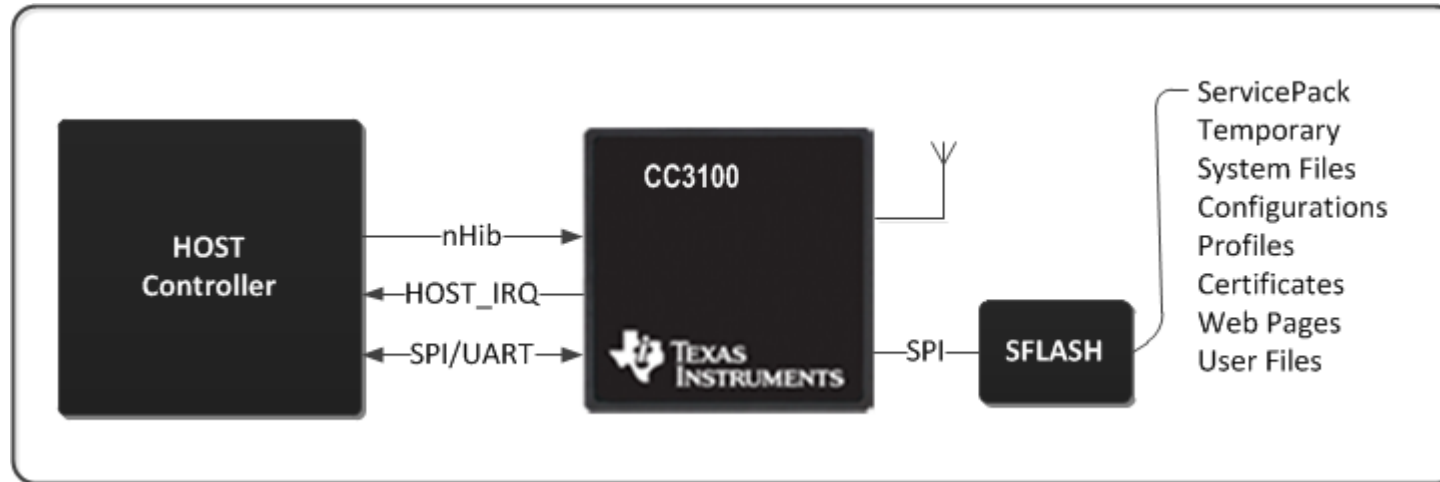 HOST
Controller
nHib
HOST_IRQ
SPI/UART
CC3100
TEXAS
INSTRUMENTS
SPI
SFLASH
ServicePack
Temporary
System Files
Configurations
Profiles
Certificates
Web Pages
User Files